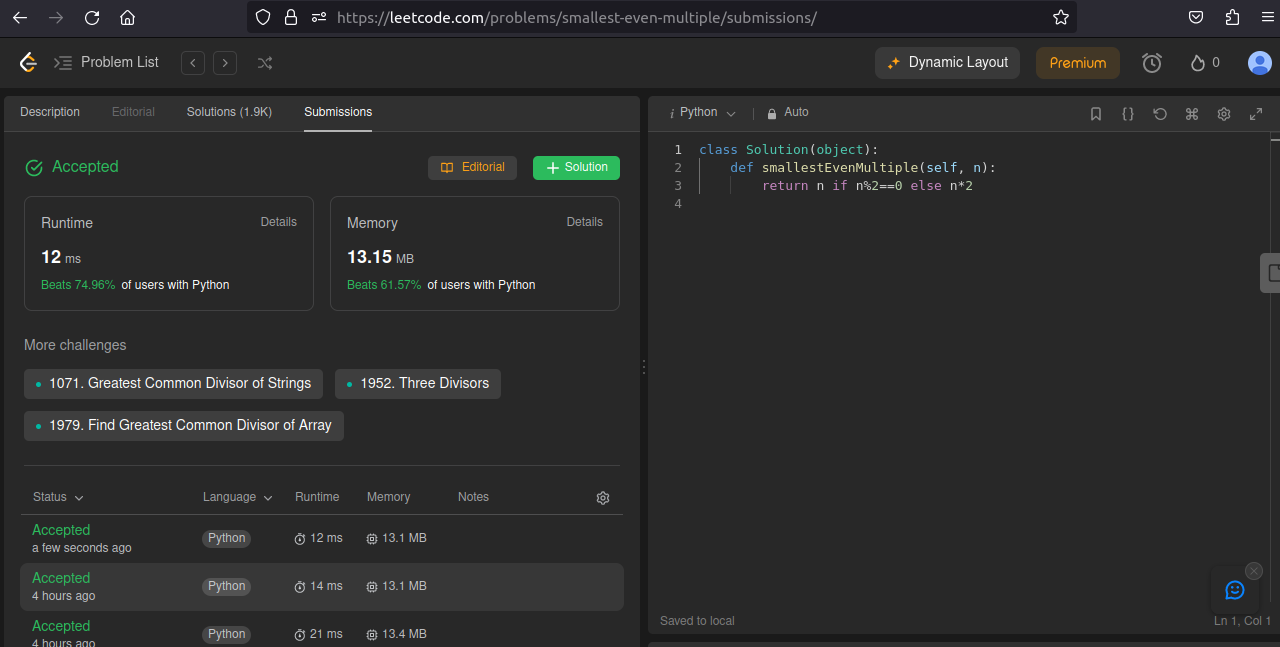 https://leetcode.com/problems/smallest-even-multiple/submissions/
Problem List
Dynamic Layout
Premium
0
Description Editorial Solutions (1.9K) Submissions
Accepted
Editorial
Solution
Runtime Details
12 ms
Beats 74.96% of users with Python
Memory Details
13.15 MB
Beats 61.57% of users with Python
More challenges
1071. Greatest Common Divisor of Strings
1952. Three Divisors
1979. Find Greatest Common Divisor of Array
Status Language Runtime Memory Notes
Accepted
a few seconds ago
Python 12 ms 13.1 MB
Accepted
4 hours ago
Python 14 ms 13.1 MB
Accepted
4 hours ago
Python 21 ms 13.4 MB
i Python Auto
1 class Solution(object):
2 def smallestEvenMultiple(self, n):
3 return n if n%2==0 else n*2
4
Saved to local
Ln 1, Col 1